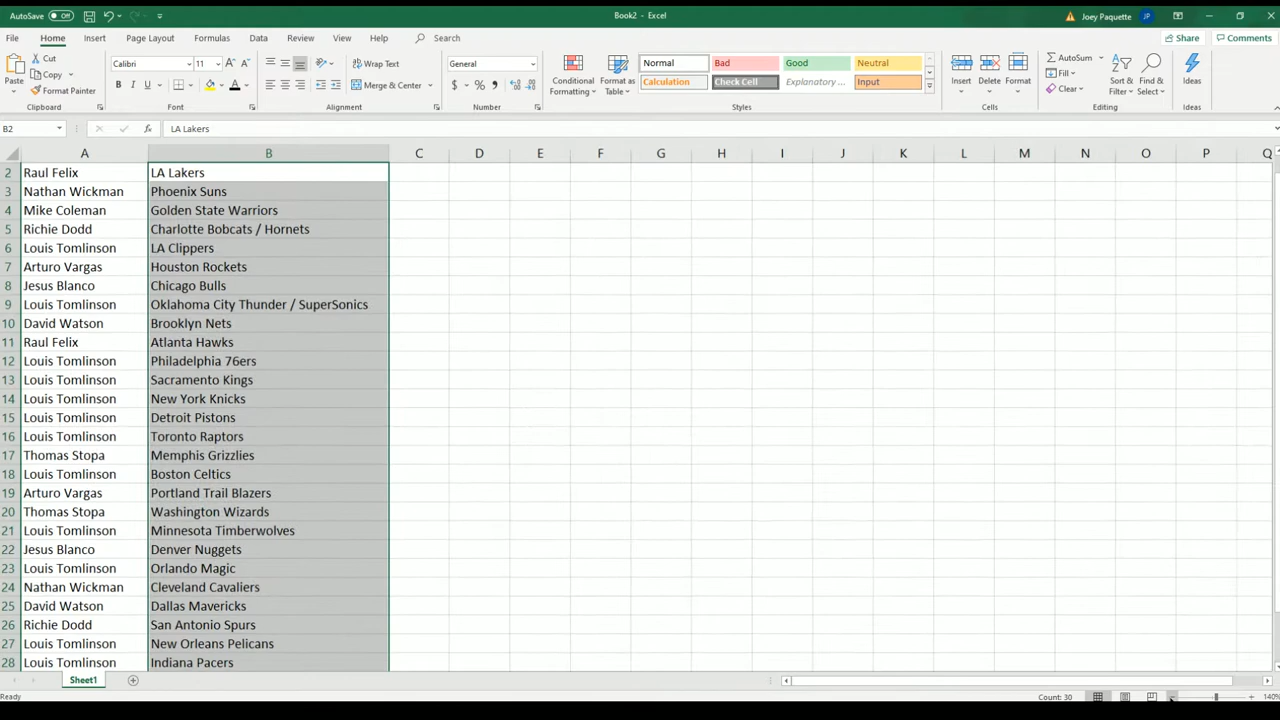 AutoSave Off Book2 - Excel Joey Paquette JP
File Home Insert Page Layout Formulas Data Review View Help Search Share Comments
Paste Cut Copy Format Painter Clipboard
Calibri 11 B I U A A Font
Wrap Text Merge & Center Alignment
General $ % Number
Conditional Formatting Format as Table
Normal Bad Good Neutral
Calculation Check Cell Explanatory ... Input
Styles
Insert Delete Format Cells
AutoSum Fill Clear Sort & Filter Find & Select Editing
Ideas Ideas
B2 fx LA Lakers
A B C D E F G H I J K L M N O P Q
2 Raul Felix LA Lakers
3 Nathan Wickman Phoenix Suns
4 Mike Coleman Golden State Warriors
5 Richie Dodd Charlotte Bobcats / Hornets
6 Louis Tomlinson LA Clippers
7 Arturo Vargas Houston Rockets
8 Jesus Blanco Chicago Bulls
9 Louis Tomlinson Oklahoma City Thunder / SuperSonics
10 David Watson Brooklyn Nets
11 Raul Felix Atlanta Hawks
12 Louis Tomlinson Philadelphia 76ers
13 Louis Tomlinson Sacramento Kings
14 Louis Tomlinson New York Knicks
15 Louis Tomlinson Detroit Pistons
16 Louis Tomlinson Toronto Raptors
17 Thomas Stopa Memphis Grizzlies
18 Louis Tomlinson Boston Celtics
19 Arturo Vargas Portland Trail Blazers
20 Thomas Stopa Washington Wizards
21 Louis Tomlinson Minnesota Timberwolves
22 Jesus Blanco Denver Nuggets
23 Louis Tomlinson Orlando Magic
24 Nathan Wickman Cleveland Cavaliers
25 David Watson Dallas Mavericks
26 Richie Dodd San Antonio Spurs
27 Louis Tomlinson New Orleans Pelicans
28 Louis Tomlinson Indiana Pacers
Sheet1
Ready Count: 30 140%